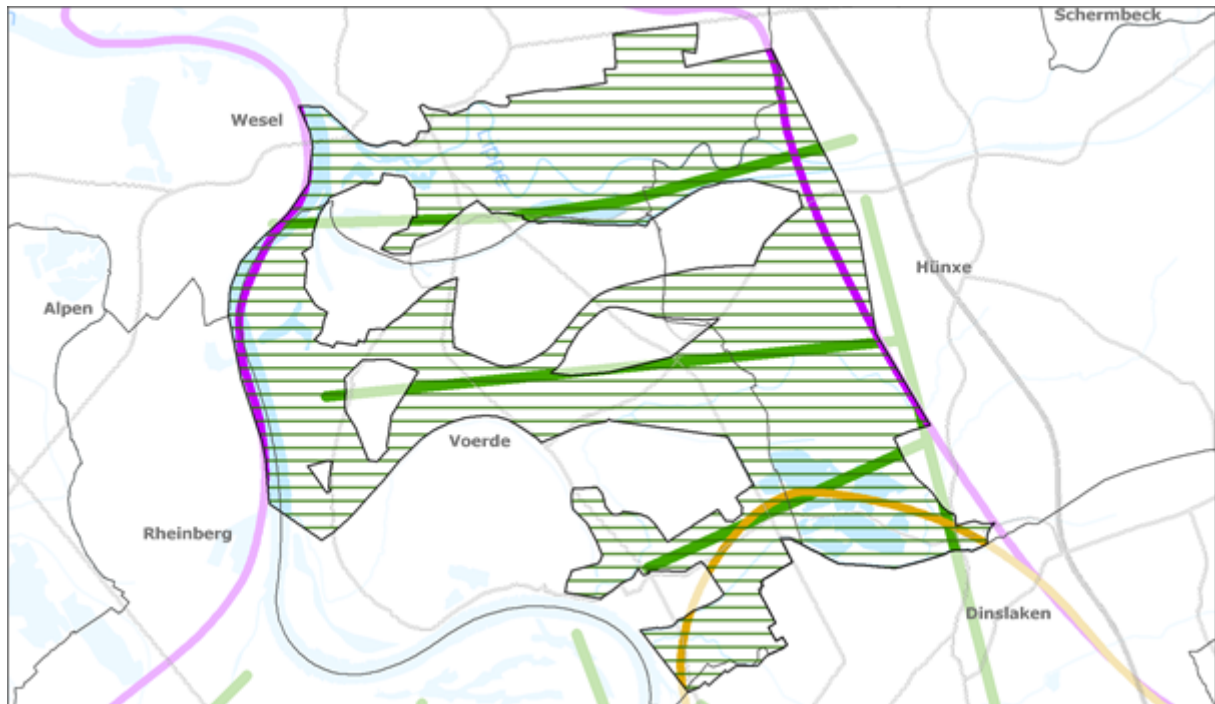 Schermbeck
Wesel
Lippe
Hünxe
Alpen
Voerde
Rheinberg
Dinslaken